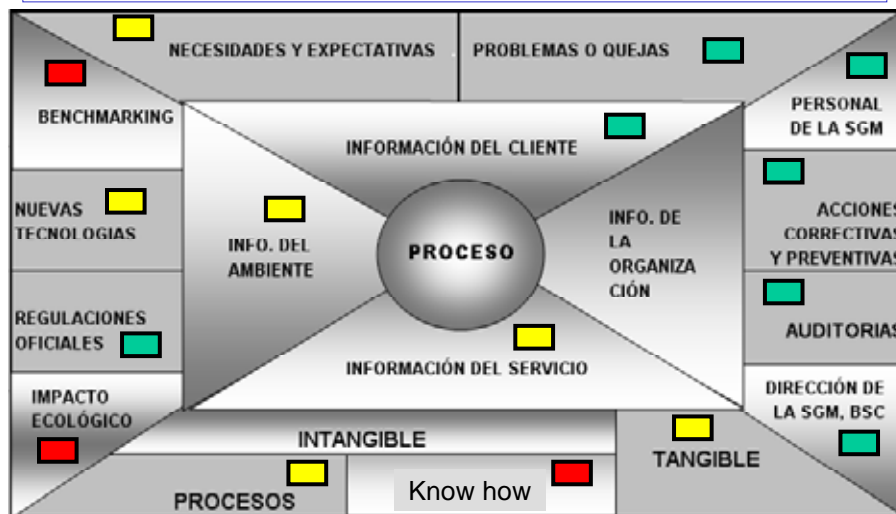 NECESIDADES Y EXPECTATIVAS
PROBLEMAS O QUEJAS
BENCHMARKING
PERSONAL
DE LA SGM
INFORMACIÓN DEL CLIENTE
NUEVAS
TECNOLOGIAS
INFO. DEL
AMBIENTE
PROCESO
INFO. DE
LA
ORGANIZA
CIÓN
ACCIONES
CORRECTIVAS
Y PREVENTIVAS
REGULACIONES
OFICIALES
AUDITORIAS
INFORMACIÓN DEL SERVICIO
IMPACTO
ECOLÓGICO
DIRECCIÓN DE
LA SGM, BSC
INTANGIBLE
TANGIBLE
PROCESOS
Know how